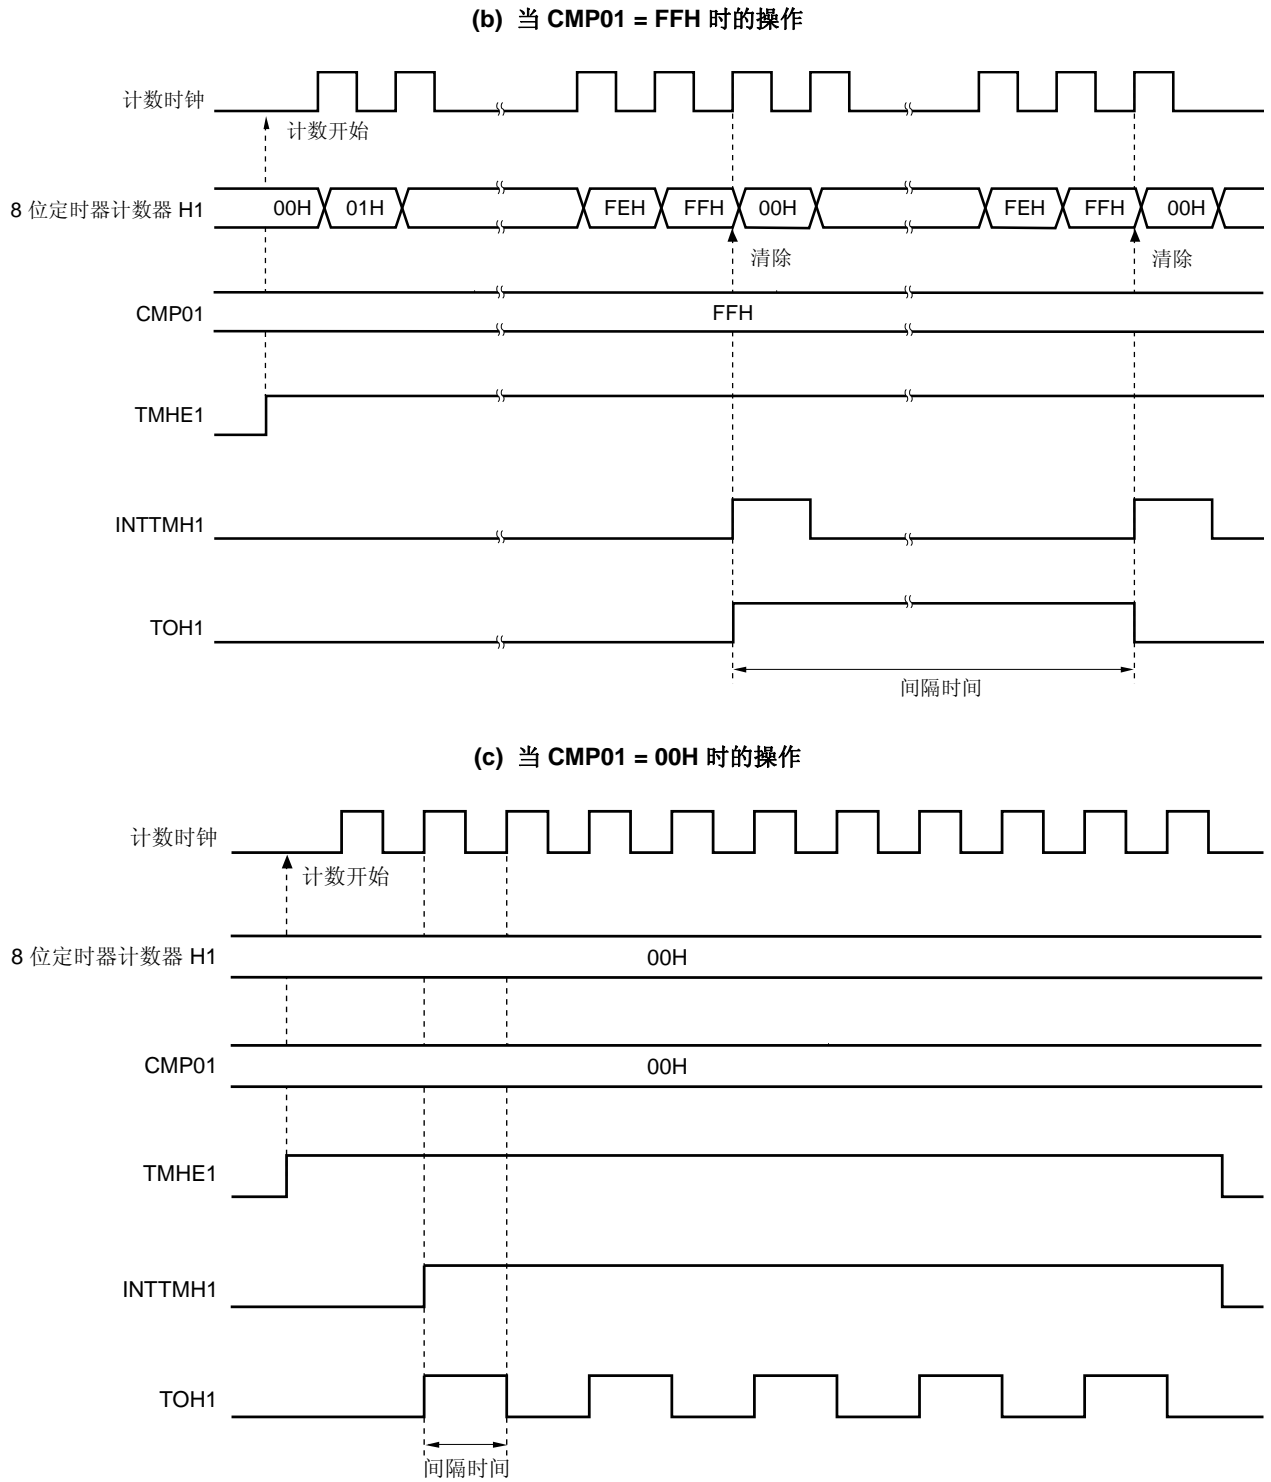 (b) 当 CMP01 = FFH 时的操作
计数时钟
计数开始
8 位定时器计数器 H1
00H 01H FEH FFH 00H FEH FFH 00H
清除 清除
CMP01 FFH
TMHE1
INTTMH1
TOH1
间隔时间
(c) 当 CMP01 = 00H 时的操作
计数时钟
计数开始
8 位定时器计数器 H1 00H
CMP01 00H
TMHE1
INTTMH1
TOH1
间隔时间